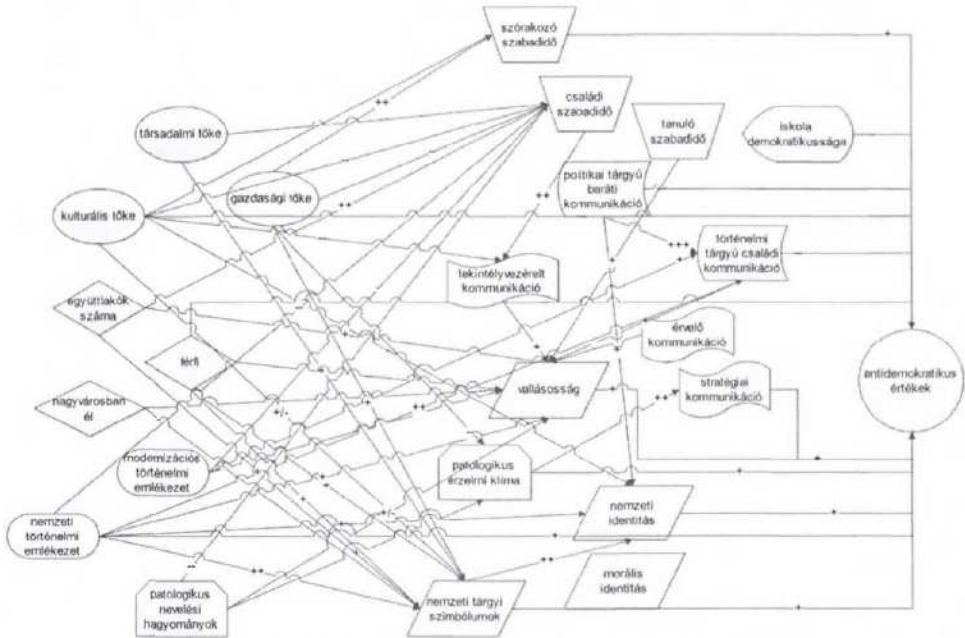 szórakozó
szabadidő
családi
szabadidő
tanuló
szabadidő
iskola
demokratikussága
társadalmi tőke
gazdasági tőke
kulturális tőke
politikai tárgyú
baráti
kommunikáció
történelmi
tárgyú családi
kommunikáció
tekintélyvezérelt
kommunikáció
együttlakók
száma
férfi
érvelő
kommunikáció
vallásosság
stratégiai
kommunikáció
antidemokratikus
értékek
nagyvárosban
él
modernizációs
történelmi
emlékezet
patologikus
érzelmi klíma
nemzeti
történelmi
emlékezet
nemzeti
identitás
morális
identitás
patologikus
nevelési
hagyományok
nemzeti tárgyi
szimbólumok